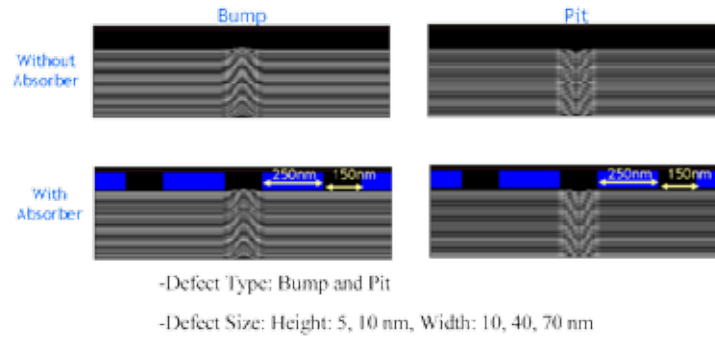 Bump
Pit
Without
Absorber
With
Absorber
250nm
150nm
250nm
150nm
-Defect Type: Bump and Pit
-Defect Size: Height: 5, 10 nm, Width: 10, 40, 70 nm